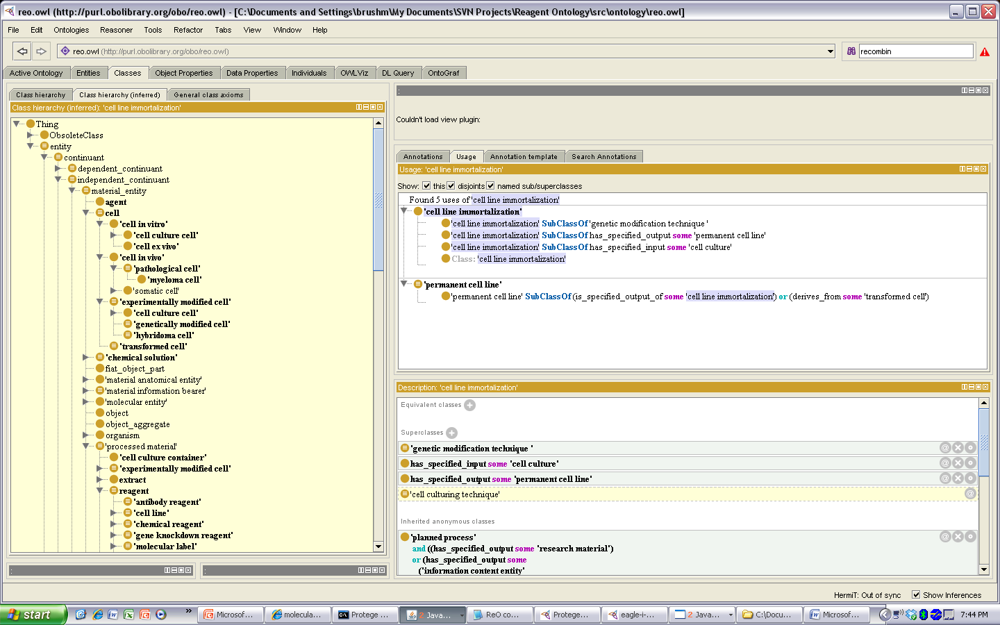 reo.owl (http://purl.obolibrary.org/obo/reo.owl) - [C:\Documents and Settings\brushm\My Documents\SVN Projects\Reagent Ontology\src\ontology\reo.owl]
File Edit Ontologies Reasoner Tools Refactor Tabs View Window Help
reo.owl (http://purl.obolibrary.org/obo/reo.owl)
recombin
Active Ontology Entities Classes Object Properties Data Properties Individuals OWLViz DL Query OntoGraf
Class hierarchy Class hierarchy (inferred) General class axioms
Class hierarchy (inferred): 'cell line immortalization'
Thing
ObsoleteClass
entity
continuant
dependent_continuant
independent_continuant
material_entity
agent
cell
'cell in vitro'
'cell culture cell'
'cell ex vivo'
'cell in vivo'
'pathological cell'
'myeloma cell'
'somatic cell'
'experimentally modified cell'
'cell culture cell'
'genetically modified cell'
'hybridoma cell'
'transformed cell'
'chemical solution'
fiat_object_part
'material anatomical entity'
'material information bearer'
'molecular entity'
object
object_aggregate
organism
'processed material'
'cell culture container'
'experimentally modified cell'
extract
reagent
'antibody reagent'
'cell line'
'chemical reagent'
'gene knockdown reagent'
'molecular label'
:
:
:
Couldn't load view plugin:
Annotations Usage Annotation template Search Annotations
Usage: 'cell line immortalization'
Show: this disjoints named sub/superclasses
Found 5 uses of 'cell line immortalization'
'cell line immortalization'
'cell line immortalization' SubClassOf 'genetic modification technique '
'cell line immortalization' SubClassOf has_specified_output some 'permanent cell line'
'cell line immortalization' SubClassOf has_specified_input some 'cell culture'
Class: 'cell line immortalization'
'permanent cell line'
'permanent cell line' SubClassOf (is_specified_output_of some 'cell line immortalization') or (derives_from some 'transformed cell')
Description: 'cell line immortalization'
Equivalent classes
Superclasses
'genetic modification technique '
has_specified_input some 'cell culture'
has_specified_output some 'permanent cell line'
'cell culturing technique'
Inherited anonymous classes
'planned process'
and ((has_specified_output some 'research material')
or (has_specified_output some
('information content entity'
HermiT: Out of sync Show Inferences
start » Microsof... molecula... Protege ... 2 Java... ReO co... Protege... eagle-i-... 2 Java... C:\Docu... Microsof... 7:44 PM